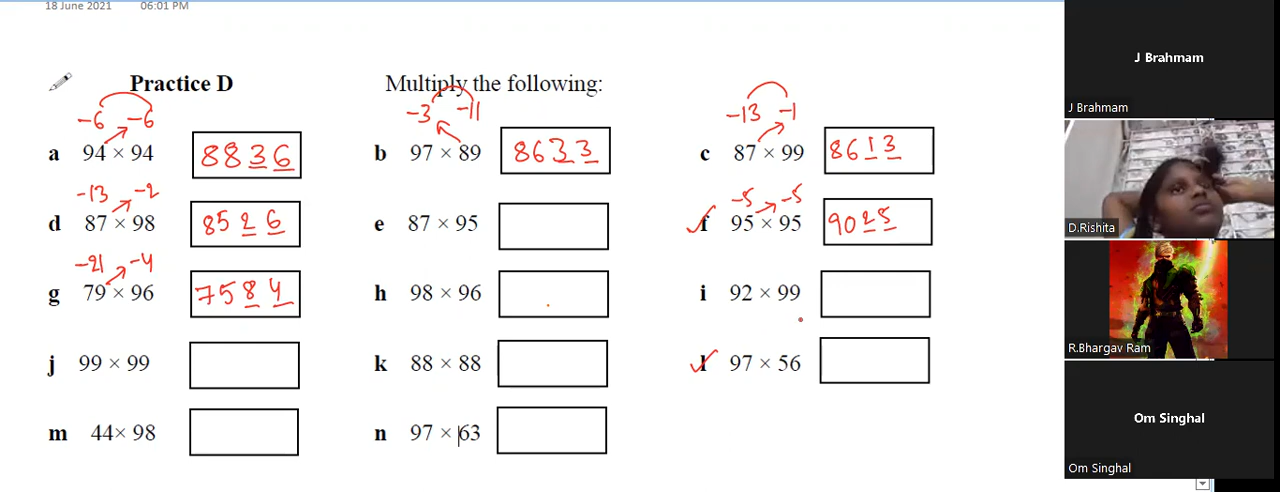 18 June 2021 06:01 PM
Practice D Multiply the following:
-6 -6 -3 -11 -13 -1
a 94 × 94 8836 b 97 × 89 8633 c 87 × 99 8613
-13 -2 -5 -5
d 87 × 98 8526 e 87 × 95 f 95 × 95 9025
-21 -4
g 79 × 96 7584 h 98 × 96 i 92 × 99
j 99 × 99 k 88 × 88 l 97 × 56
m 44× 98 n 97 × 63
J Brahmam
J Brahmam
D.Rishita
R.Bhargav Ram
Om Singhal
Om Singhal